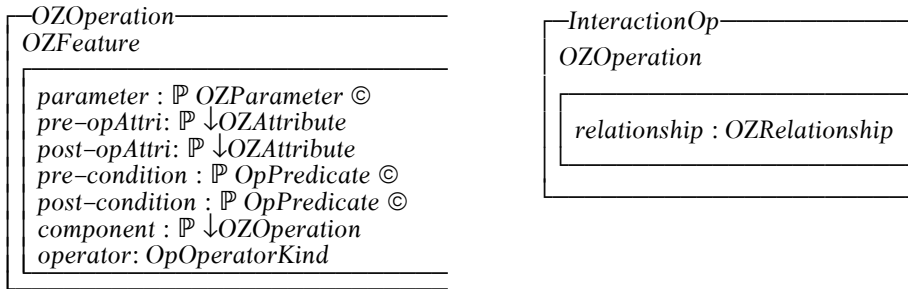 OZOperation
OZFeature
parameter : ℙ OZParameter ©
pre–opAttri: ℙ ↓OZAttribute
post–opAttri: ℙ ↓OZAttribute
pre–condition : ℙ OpPredicate ©
post–condition : ℙ OpPredicate ©
component : ℙ ↓OZOperation
operator: OpOperatorKind
InteractionOp
OZOperation
relationship : OZRelationship